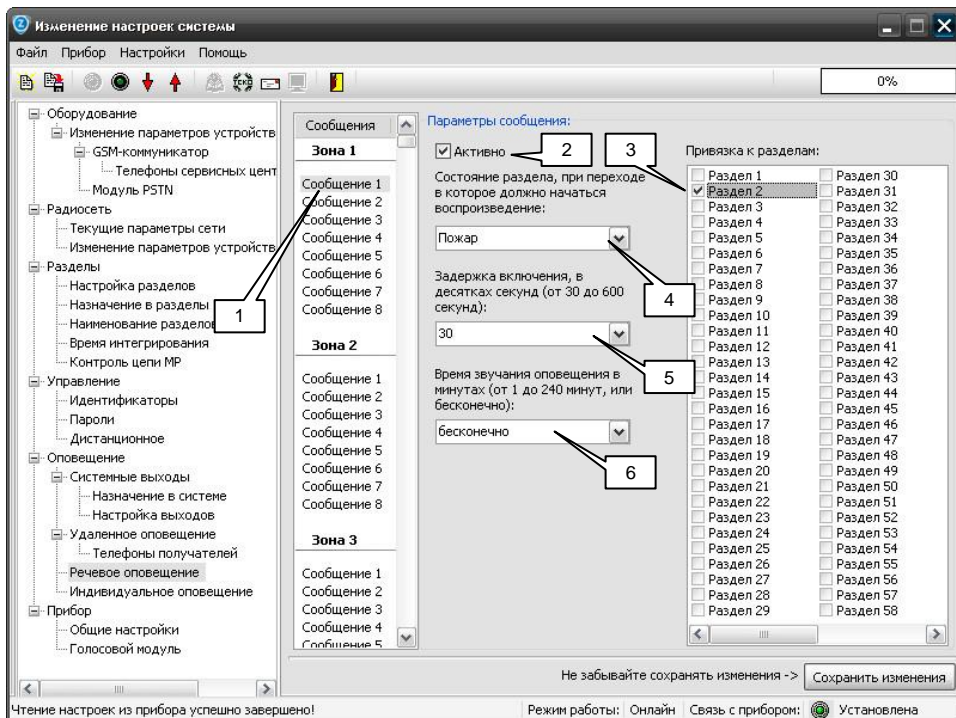 Изменение настроек системы
Файл Прибор Настройки Помощь
0%
Оборудование
Изменение параметров устройств
GSM-коммуникатор
Телефоны сервисных цент
Модуль PSTN
Радиосеть
Текущие параметры сети
Изменение параметров устройств
Разделы
Настройка разделов
Назначение в разделы
Наименование разделов
Время интегрирования
Контроль цепи МР
Управление
Идентификаторы
Пароли
Дистанционное
Оповещение
Системные выходы
Назначение в системе
Настройка выходов
Удаленное оповещение
Телефоны получателей
Речевое оповещение
Индивидуальное оповещение
Прибор
Общие настройки
Голосовой модуль
Сообщения
Зона 1
Сообщение 1
Сообщение 2
Сообщение 3
Сообщение 4
Сообщение 5
Сообщение 6
Сообщение 7
Сообщение 8
Зона 2
Сообщение 1
Сообщение 2
Сообщение 3
Сообщение 4
Сообщение 5
Сообщение 6
Сообщение 7
Сообщение 8
Зона 3
Сообщение 1
Сообщение 2
Сообщение 3
Сообщение 4
Сообщение 5
1
Параметры сообщения:
Активно
2
3
Состояние раздела, при переходе
в которое должно начаться
воспроизведение:
Пожар
4
Задержка включения, в
десятках секунд (от 30 до 600
секунд):
30
5
Время звучания оповещения в
минутах (от 1 до 240 минут, или
бесконечно):
бесконечно
6
Привязка к разделам:
Раздел 1 Раздел 30
Раздел 2 Раздел 31
Раздел 3 Раздел 32
Раздел 4 Раздел 33
Раздел 5 Раздел 34
Раздел 6 Раздел 35
Раздел 7 Раздел 36
Раздел 8 Раздел 37
Раздел 9 Раздел 38
Раздел 10 Раздел 39
Раздел 11 Раздел 40
Раздел 12 Раздел 41
Раздел 13 Раздел 42
Раздел 14 Раздел 43
Раздел 15 Раздел 44
Раздел 16 Раздел 45
Раздел 17 Раздел 46
Раздел 18 Раздел 47
Раздел 19 Раздел 48
Раздел 20 Раздел 49
Раздел 21 Раздел 50
Раздел 22 Раздел 51
Раздел 23 Раздел 52
Раздел 24 Раздел 53
Раздел 25 Раздел 54
Раздел 26 Раздел 55
Раздел 27 Раздел 56
Раздел 28 Раздел 57
Раздел 29 Раздел 58
Не забывайте сохранять изменения -> Сохранить изменения
Чтение настроек из прибора успешно завершено! Режим работы: Онлайн Связь с прибором: Установлена